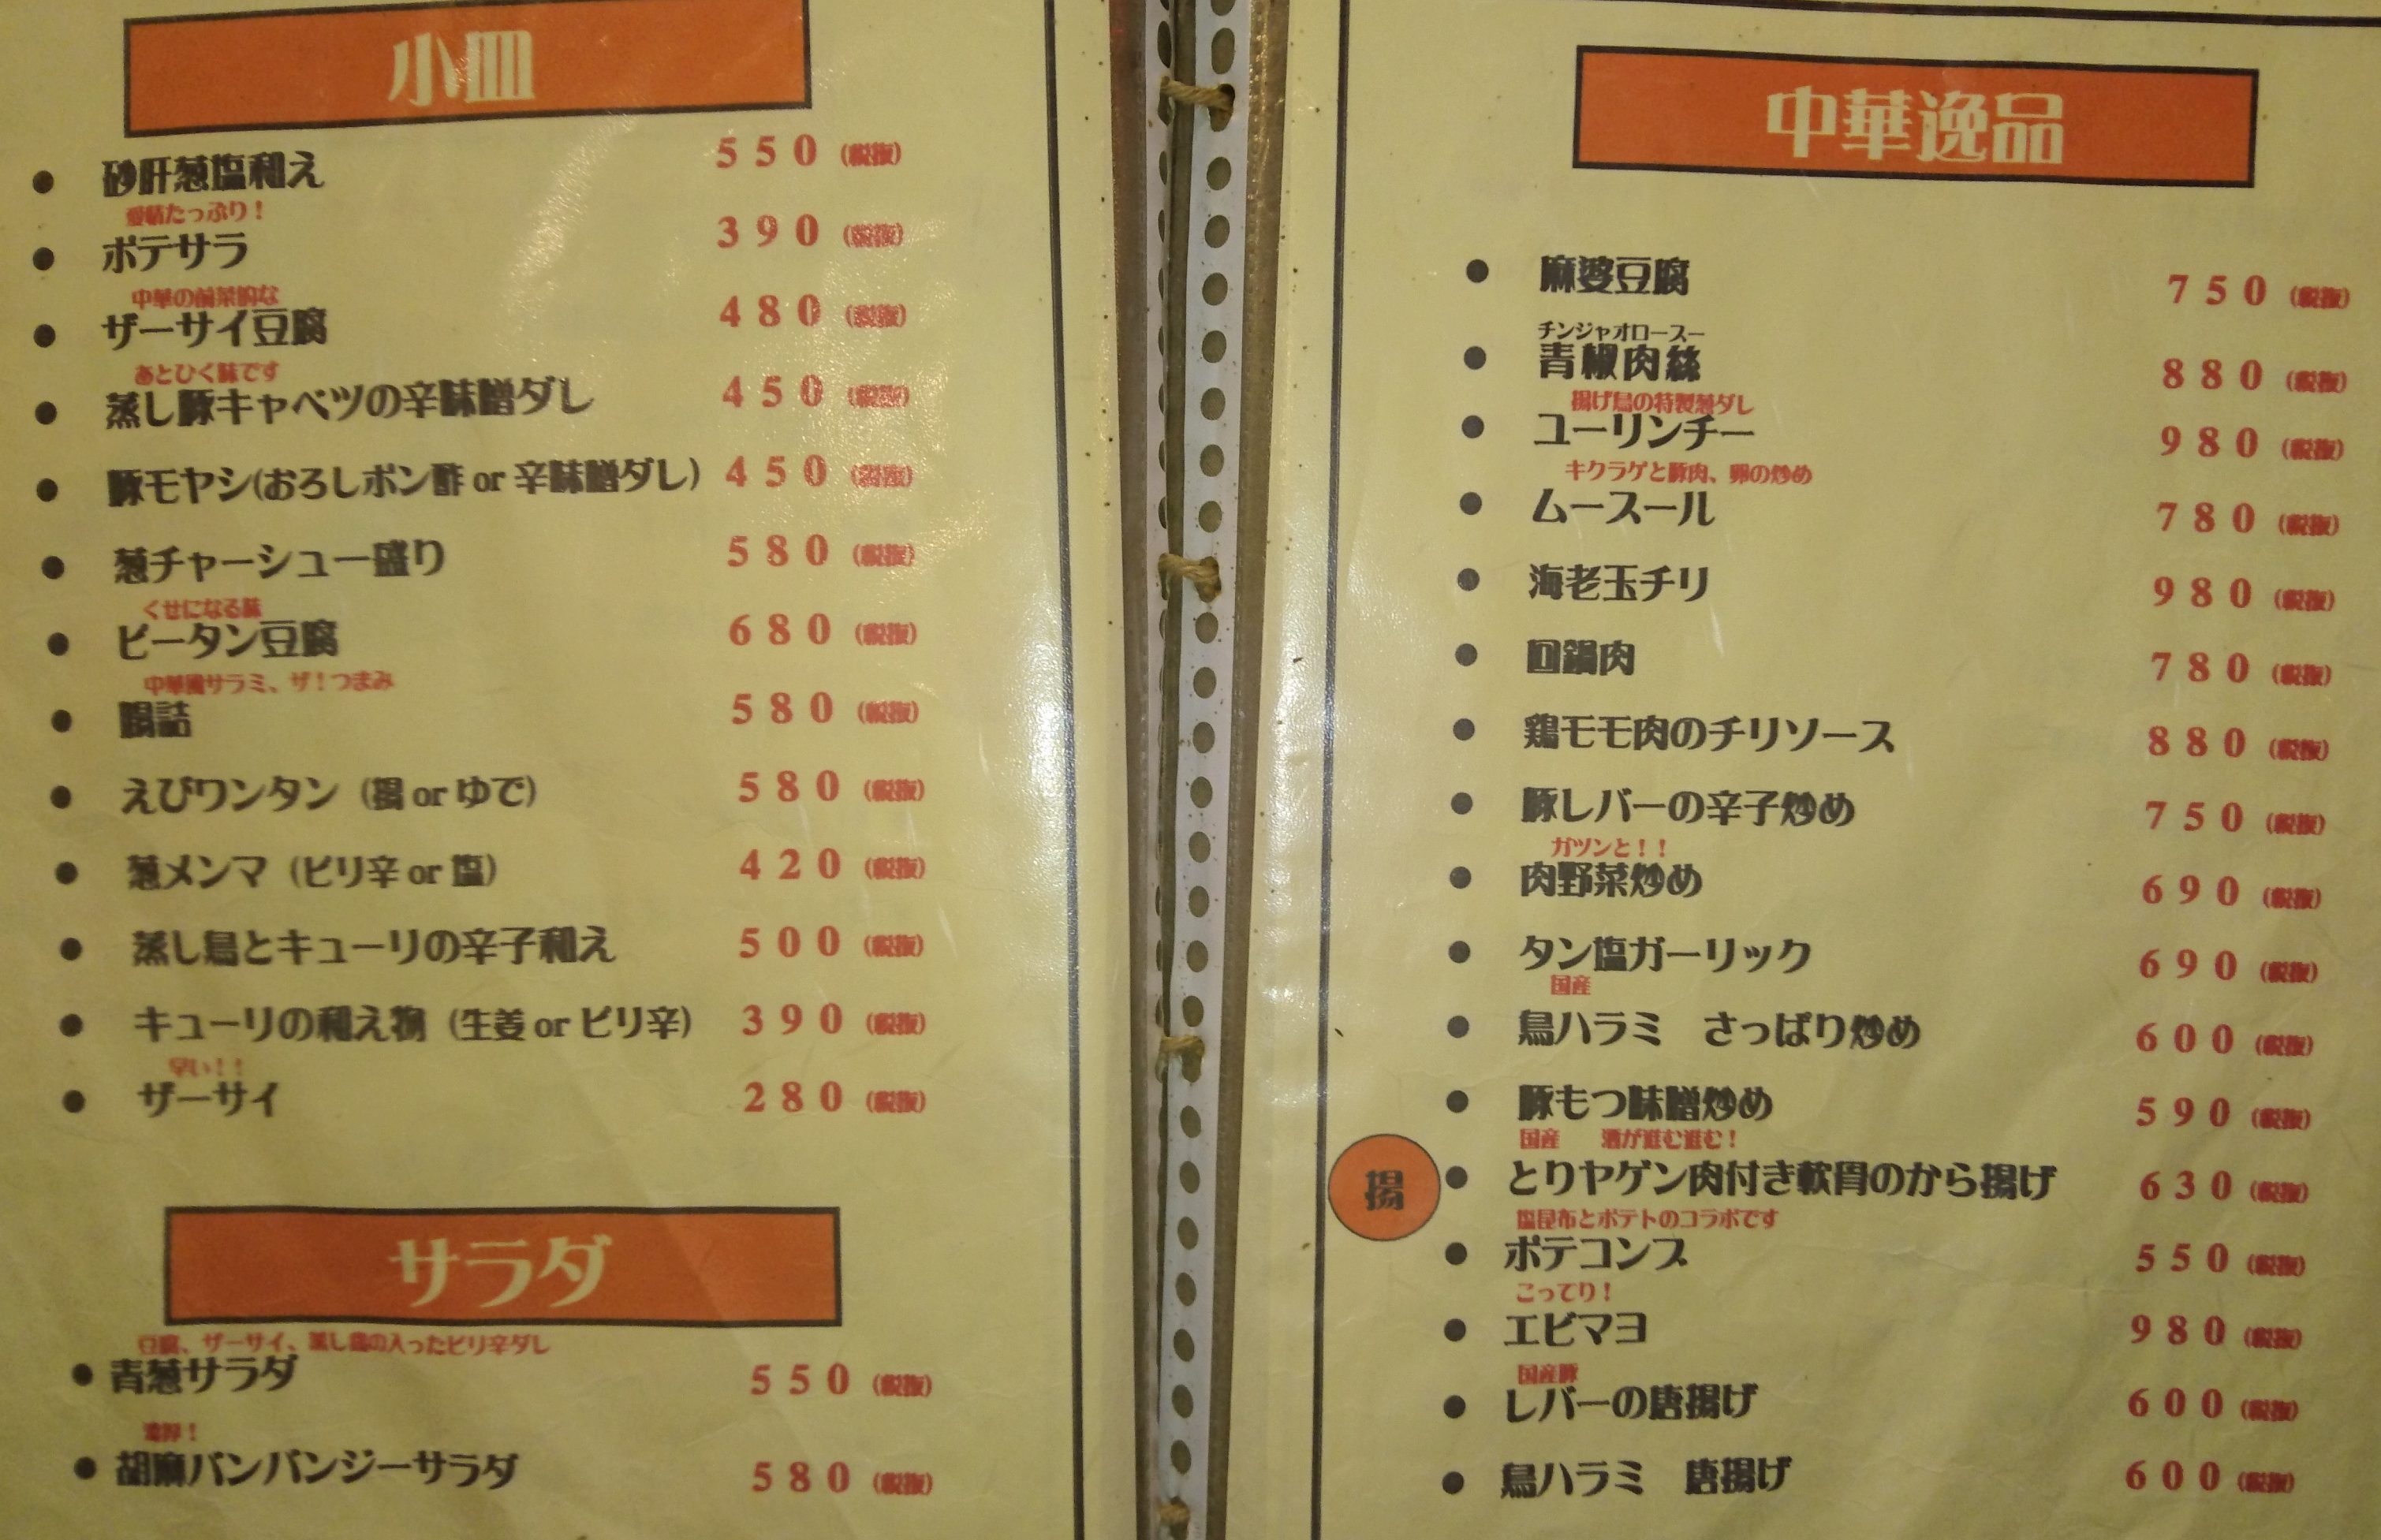 小皿
砂肝葱塩和え 550 (税抜)
愛情たっぷり！
ポテサラ 390 (税抜)
中華の前菜的な
ザーサイ豆腐 480 (税抜)
あとひく味です
蒸し豚キャベツの辛味噌ダレ 450 (税抜)
豚モヤシ(おろしポン酢 or 辛味噌ダレ) 450 (税抜)
葱チャーシュー盛り 580 (税抜)
くせになる味
ピータン豆腐 680 (税抜)
中華風サラミ、ザ！つまみ
腸詰 580 (税抜)
えびワンタン (揚 or ゆで) 580 (税抜)
葱メンマ (ピリ辛 or 塩) 420 (税抜)
蒸し鳥とキューリの辛子和え 500 (税抜)
キューリの和え物 (生姜 or ピリ辛) 390 (税抜)
早い！！
ザーサイ 280 (税抜)
サラダ
豆腐、ザーサイ、蒸し鶏の入ったピリ辛ダレ
青葱サラダ 550 (税抜)
濃厚！
胡麻バンバンジーサラダ 580 (税抜)
中華逸品
麻婆豆腐 750 (税抜)
チンジャオロースー
青椒肉絲 880 (税抜)
揚げ鳥の特製葱ダレ
ユーリンチー 980 (税抜)
キクラゲと豚肉、卵の炒め
ムースール 780 (税抜)
海老玉チリ 980 (税抜)
回鍋肉 780 (税抜)
鶏モモ肉のチリソース 880 (税抜)
豚レバーの辛子炒め 750 (税抜)
ガツンと！！
肉野菜炒め 690 (税抜)
タン塩ガーリック 690 (税抜)
国産
鳥ハラミ さっぱり炒め 600 (税抜)
豚もつ味噌炒め 590 (税抜)
国産 酒が進む進む！
揚
とりヤゲン肉付き軟骨のから揚げ 630 (税抜)
塩昆布とポテトのコラボです
ポテコンブ 550 (税抜)
こってり！
エビマヨ 980 (税抜)
国産豚
レバーの唐揚げ 600 (税抜)
鳥ハラミ 唐揚げ 600 (税抜)